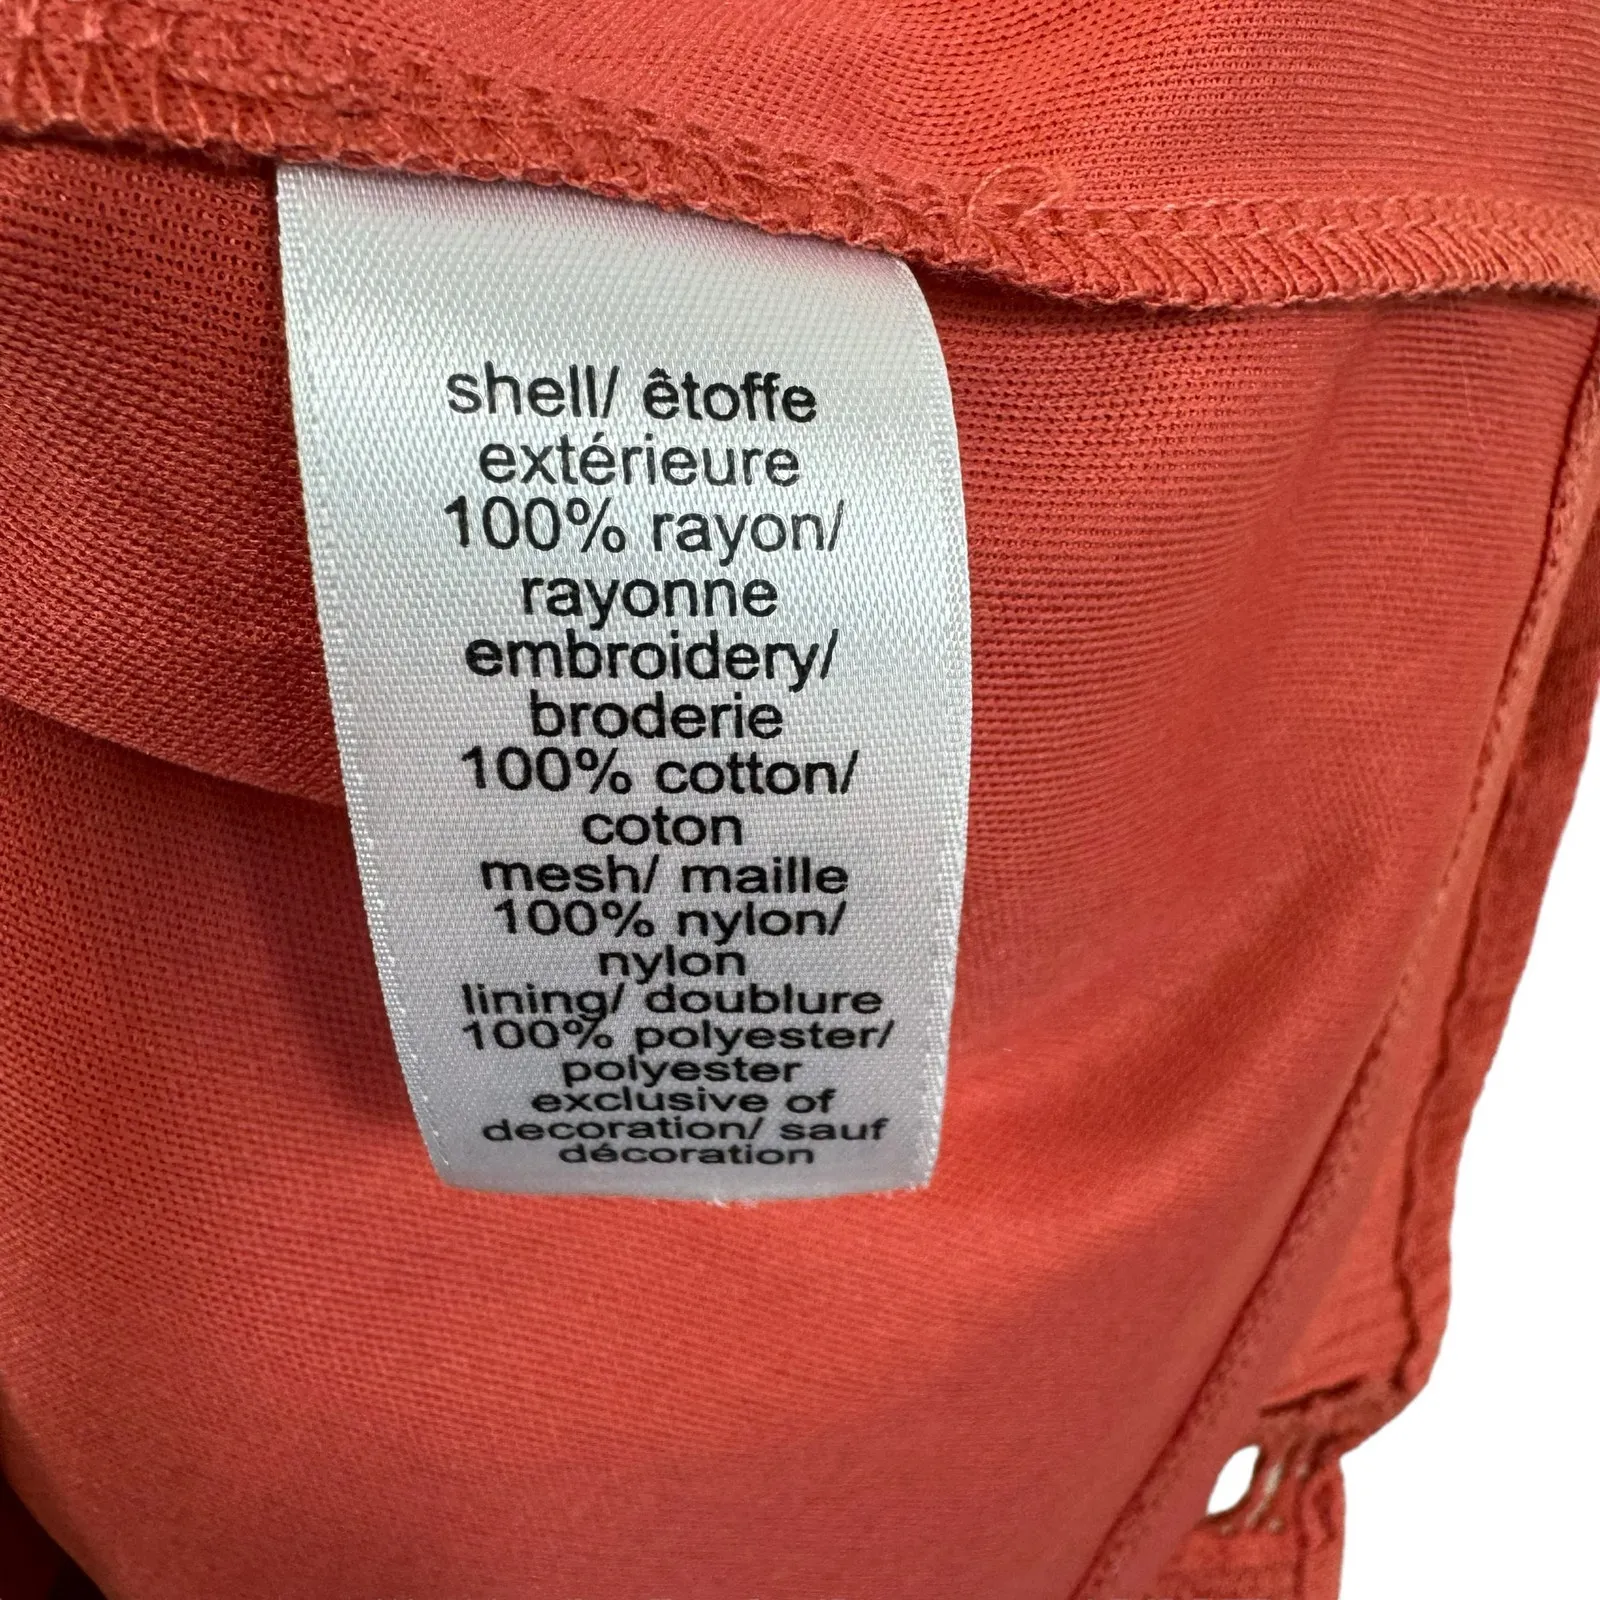 shell/ êtoffe
extérieure
100% rayon/
rayonne
embroidery/
broderie
100% cotton/
coton
mesh/ maille
100% nylon/
nylon
lining/ doublure
100% polyester/
polyester
exclusive of
decoration/ sauf
décoration